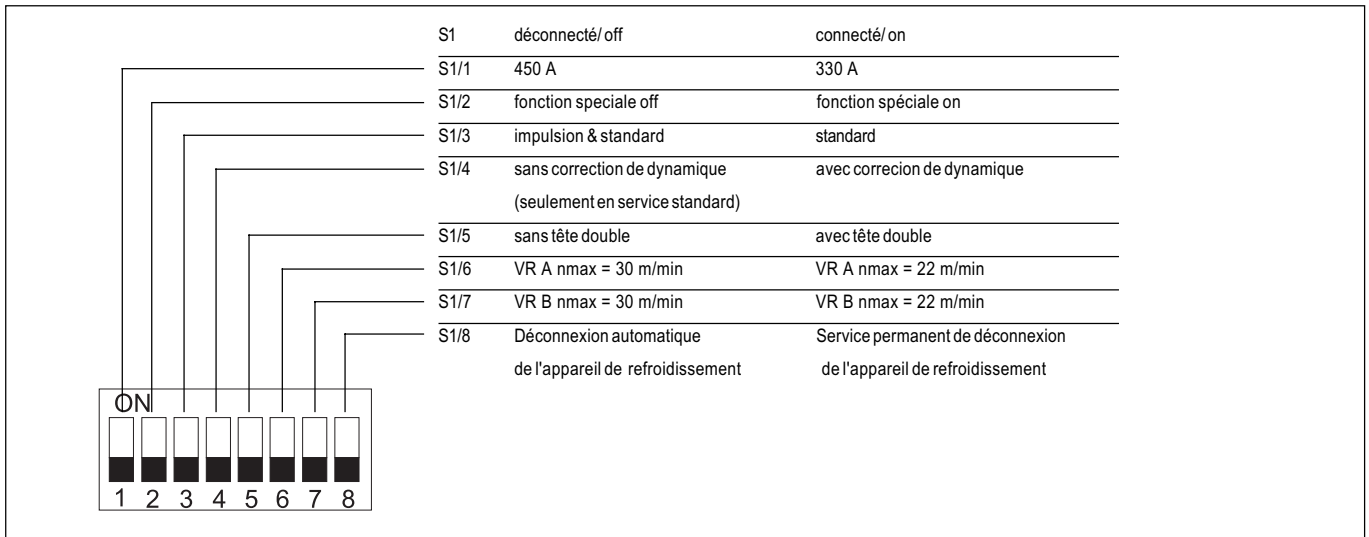 S1 déconnecté/ off connecté/ on
S1/1 450 A 330 A
S1/2 fonction speciale off fonction spéciale on
S1/3 impulsion & standard standard
S1/4 sans correction de dynamique avec correcion de dynamique
(seulement en service standard)
S1/5 sans tête double avec tête double
S1/6 VR A nmax = 30 m/min VR A nmax = 22 m/min
S1/7 VR B nmax = 30 m/min VR B nmax = 22 m/min
S1/8 Déconnexion automatique Service permanent de déconnexion
de l'appareil de refroidissement de l'appareil de refroidissement
ON
1 2 3 4 5 6 7 8